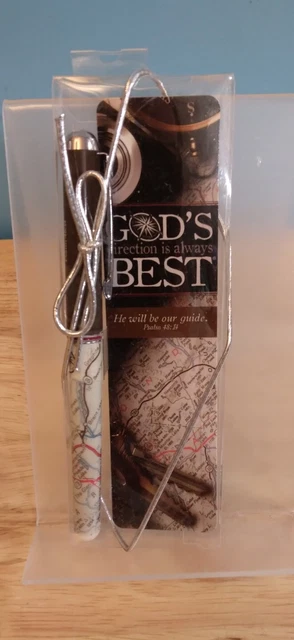 GOD'S
direction is always
BEST
He will be our guide.
Psalm 48:14